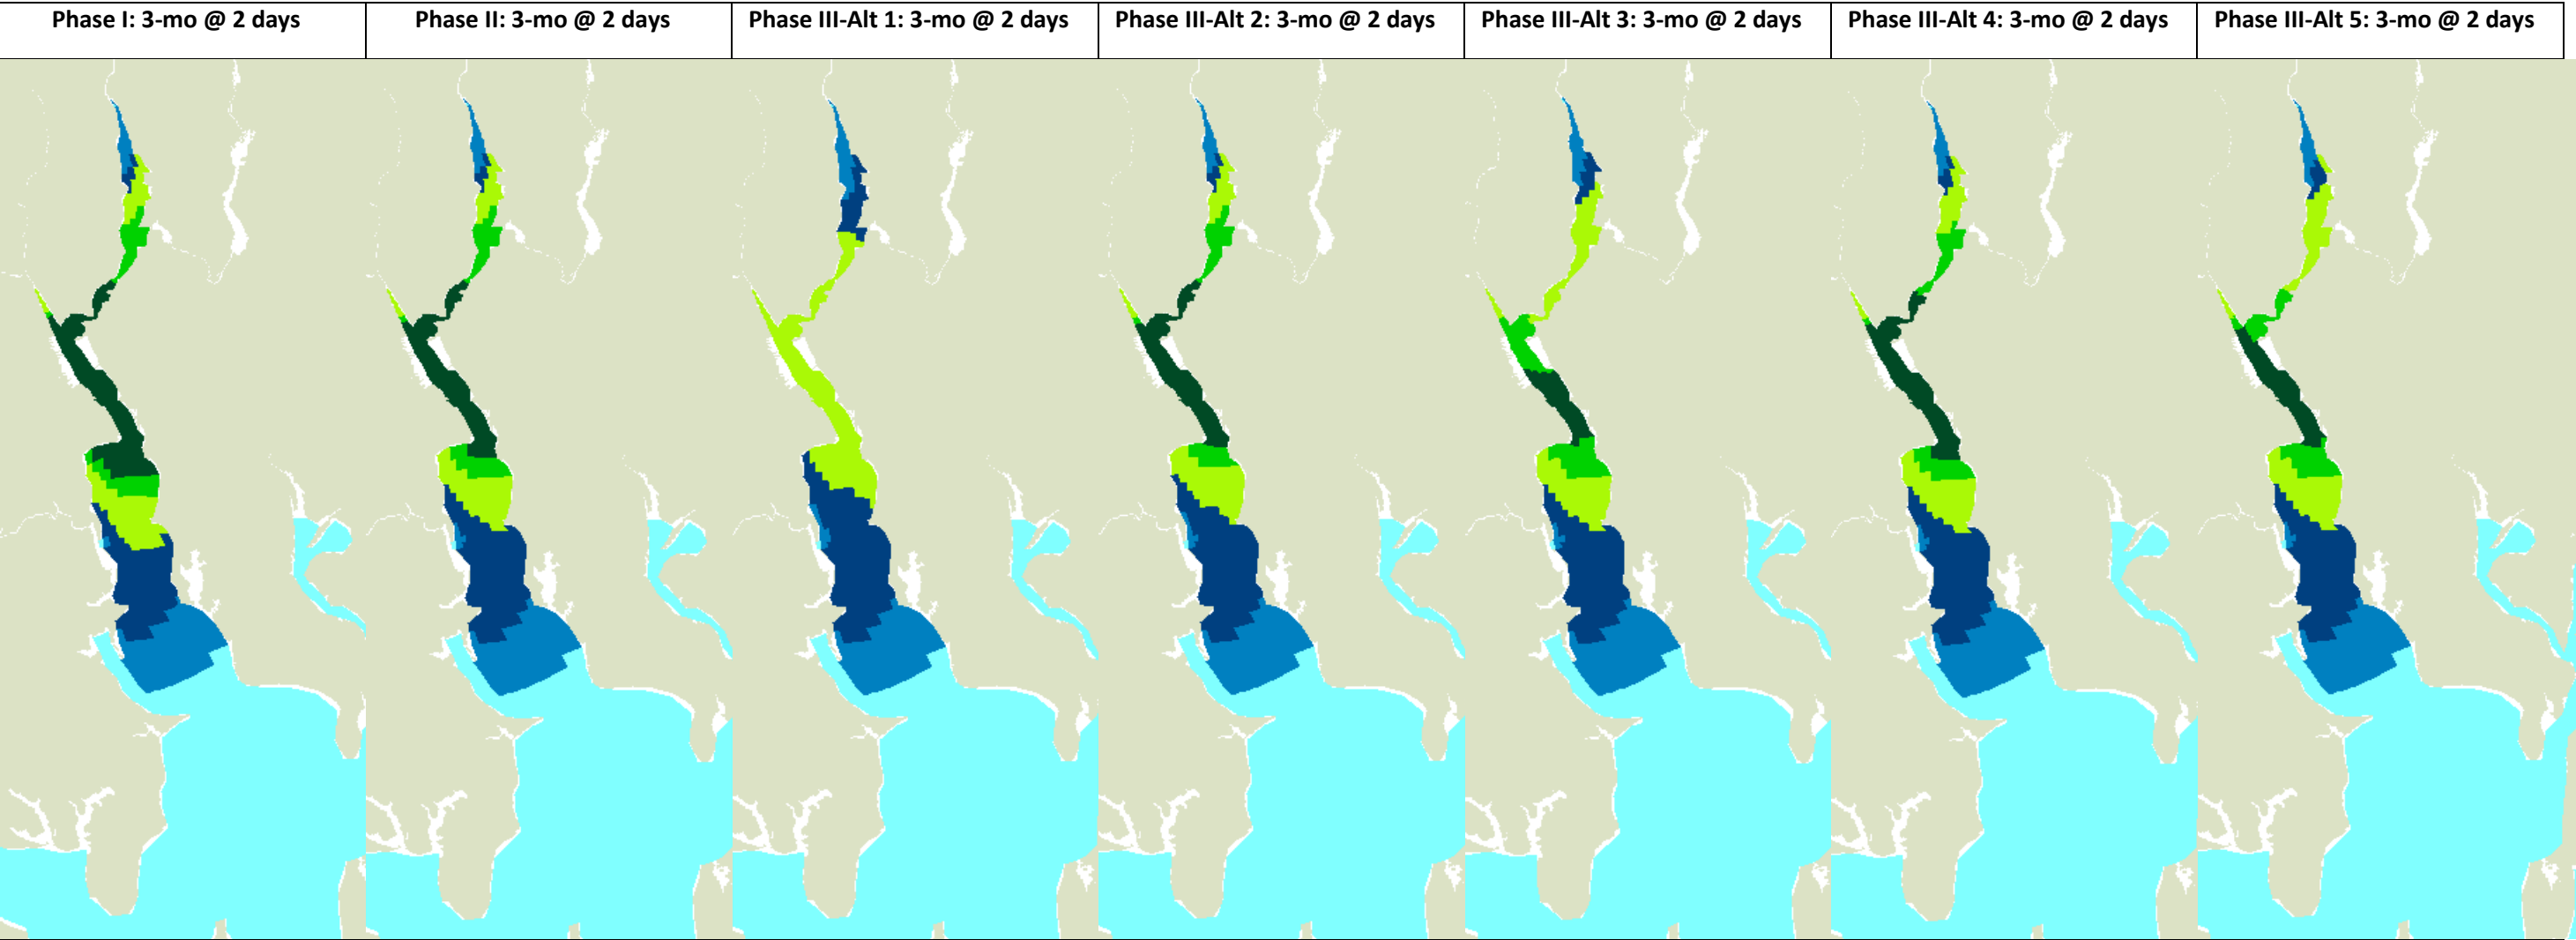 Phase I: 3-mo @ 2 days
Phase II: 3-mo @ 2 days
Phase III-Alt 1: 3-mo @ 2 days
Phase III-Alt 2: 3-mo @ 2 days
Phase III-Alt 3: 3-mo @ 2 days
Phase III-Alt 4: 3-mo @ 2 days
Phase III-Alt 5: 3-mo @ 2 days